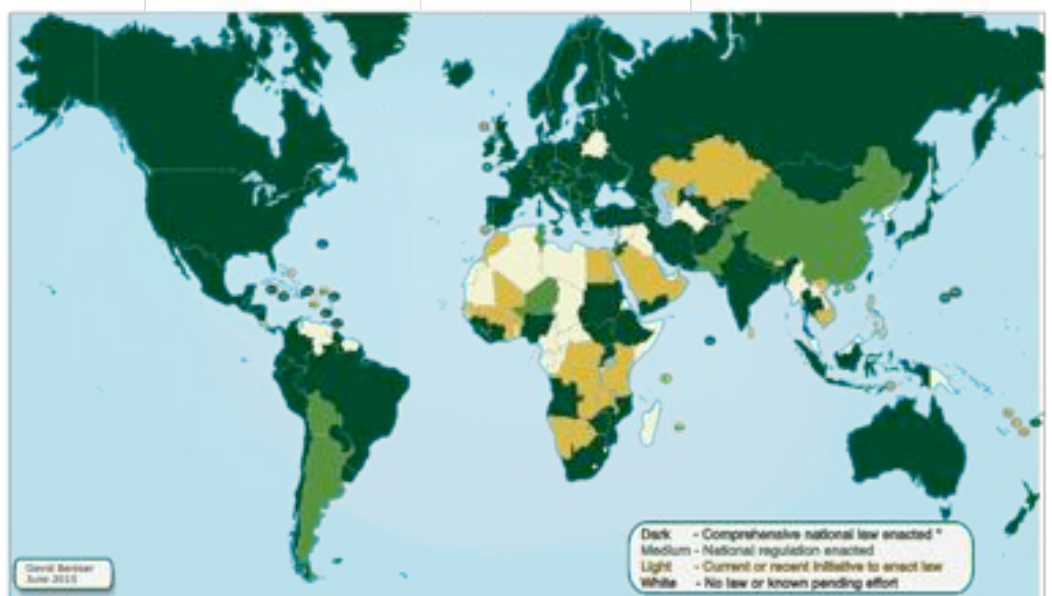 Dark - Comprehensive national law enacted *
Medium - National regulation enacted
Light - Current or recent initiative to enact law
White - No law or known pending effort
David Banisar
June 2015